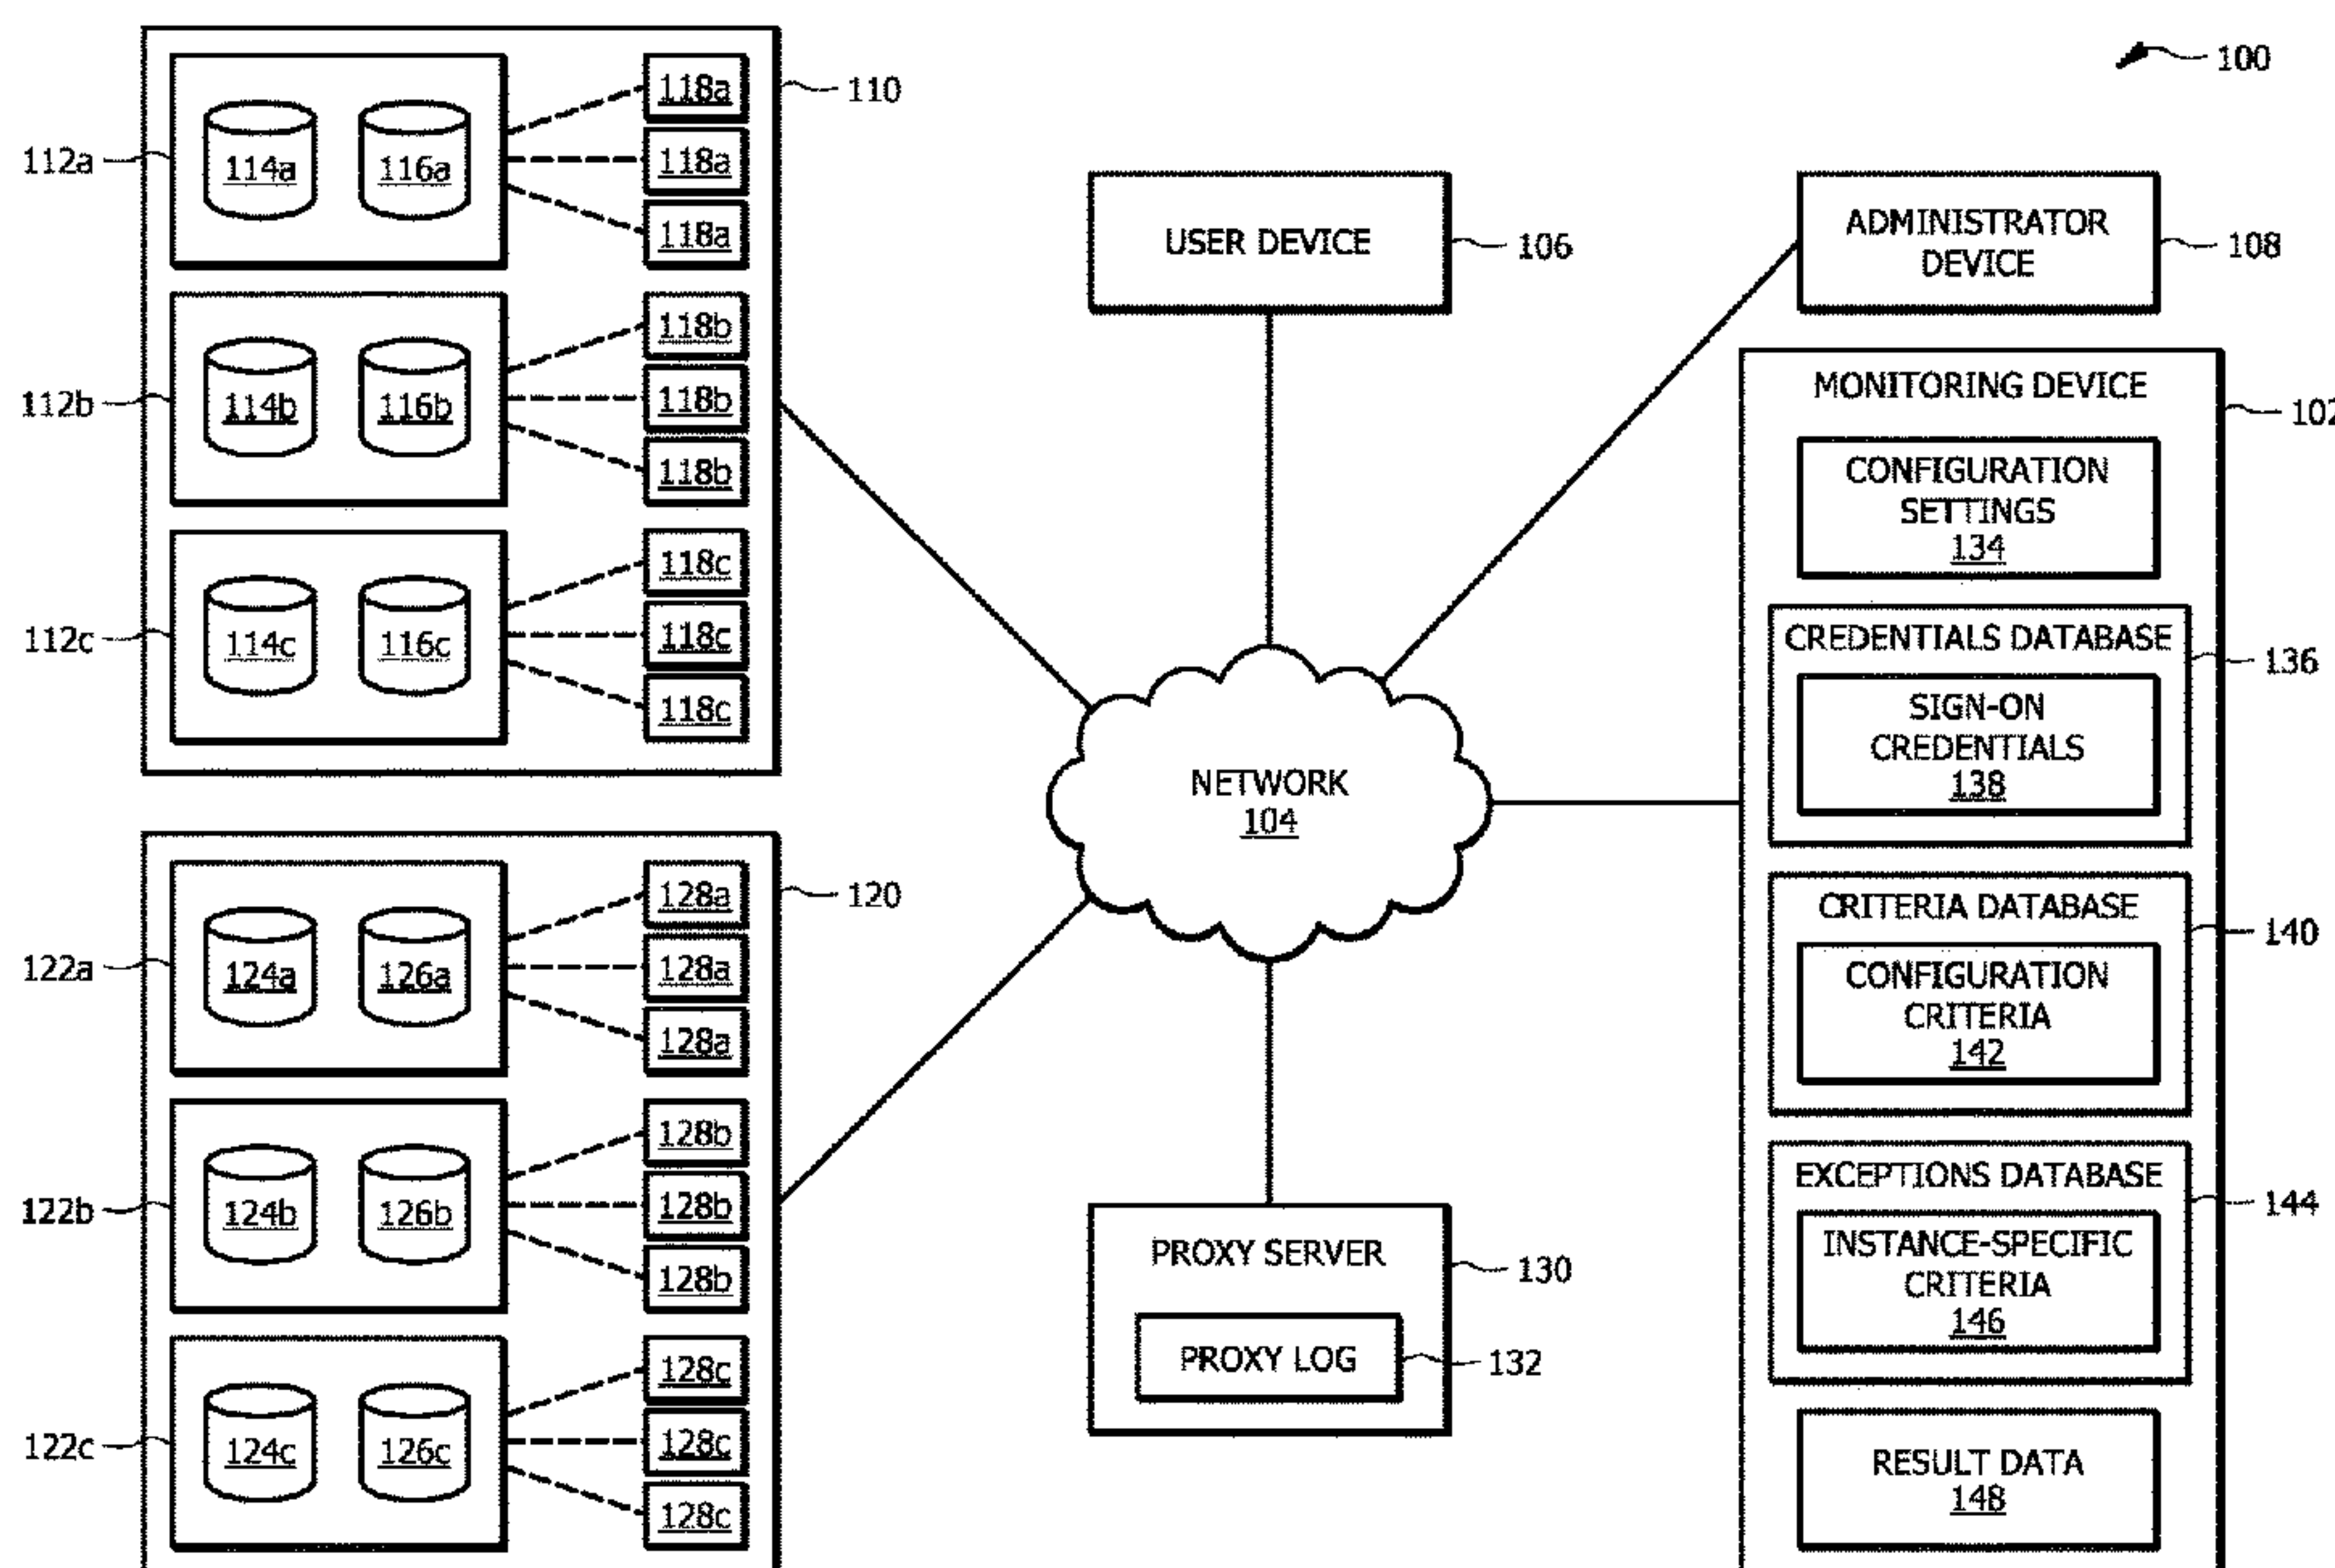 100
110
112a
114a
116a
118a
118a
118a
112b
114b
116b
118b
118b
118b
112c
114c
116c
118c
118c
118c
120
122a
124a
126a
128a
128a
128a
122b
124b
126b
128b
128b
128b
122c
124c
126c
128c
128c
128c
USER DEVICE
106
ADMINISTRATOR
DEVICE
108
NETWORK
104
PROXY SERVER
130
PROXY LOG
132
MONITORING DEVICE
102
CONFIGURATION
SETTINGS
134
CREDENTIALS DATABASE
136
SIGN-ON
CREDENTIALS
138
CRITERIA DATABASE
140
CONFIGURATION
CRITERIA
142
EXCEPTIONS DATABASE
144
INSTANCE-SPECIFIC
CRITERIA
146
RESULT DATA
148